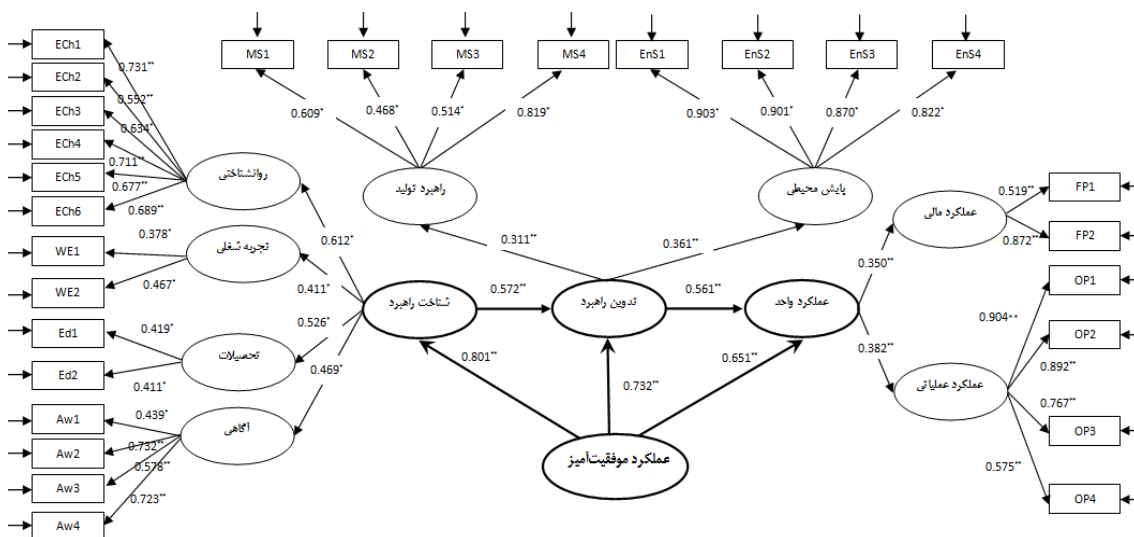 MS1
MS2
MS3
MS4
EnS1
EnS2
EnS3
EnS4
0.609*
0.468*
0.514*
0.819*
0.903*
0.901*
0.870*
0.822*
ECh1
ECh2
ECh3
ECh4
ECh5
ECh6
0.731**
0.552**
0.634*
0.711**
0.677**
0.689**
WE1
WE2
0.378*
0.467*
Ed1
Ed2
0.419*
0.411*
Aw1
Aw2
Aw3
Aw4
0.439*
0.732**
0.578**
0.723**
روانشناختی
تجربه شغلی
تحصیلات
آگاهی
0.612*
0.411*
0.526*
0.469*
راهبرد تولید
پایش محیطی
0.311**
0.361**
شناخت راهبرد
0.572**
تدوین راهبرد
0.561**
عملکرد واحد
0.801**
0.732**
0.651**
عملکرد موفقیت‌آمیز
0.350**
0.382**
عملکرد مالی
عملکرد عملیاتی
0.519**
0.872**
FP1
FP2
0.904**
0.892**
0.767**
0.575**
OP1
OP2
OP3
OP4